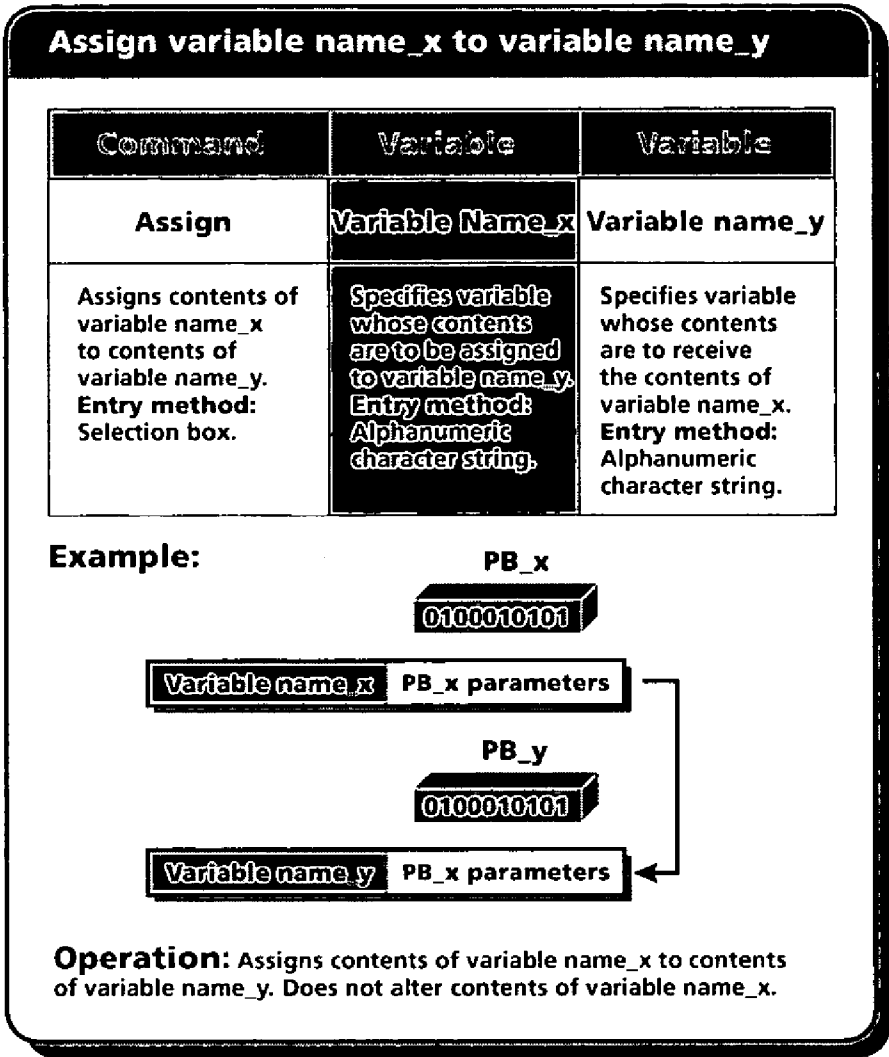 Assign variable name_x to variable name_y
Command Variable Variable
Assign Variable Name_x Variable name_y
Assigns contents of
variable name_x
to contents of
variable name_y.
Entry method:
Selection box.
Specifies variable
whose contents
are to be assigned
to variable name_y.
Entry method:
Alphanumeric
character string.
Specifies variable
whose contents
are to receive
the contents of
variable name_x.
Entry method:
Alphanumeric
character string.
Example:
PB_x
0100010101
Variable name_x PB_x parameters
PB_y
0100010101
Variable name_y PB_x parameters
Operation: Assigns contents of variable name_x to contents
of variable name_y. Does not alter contents of variable name_x.